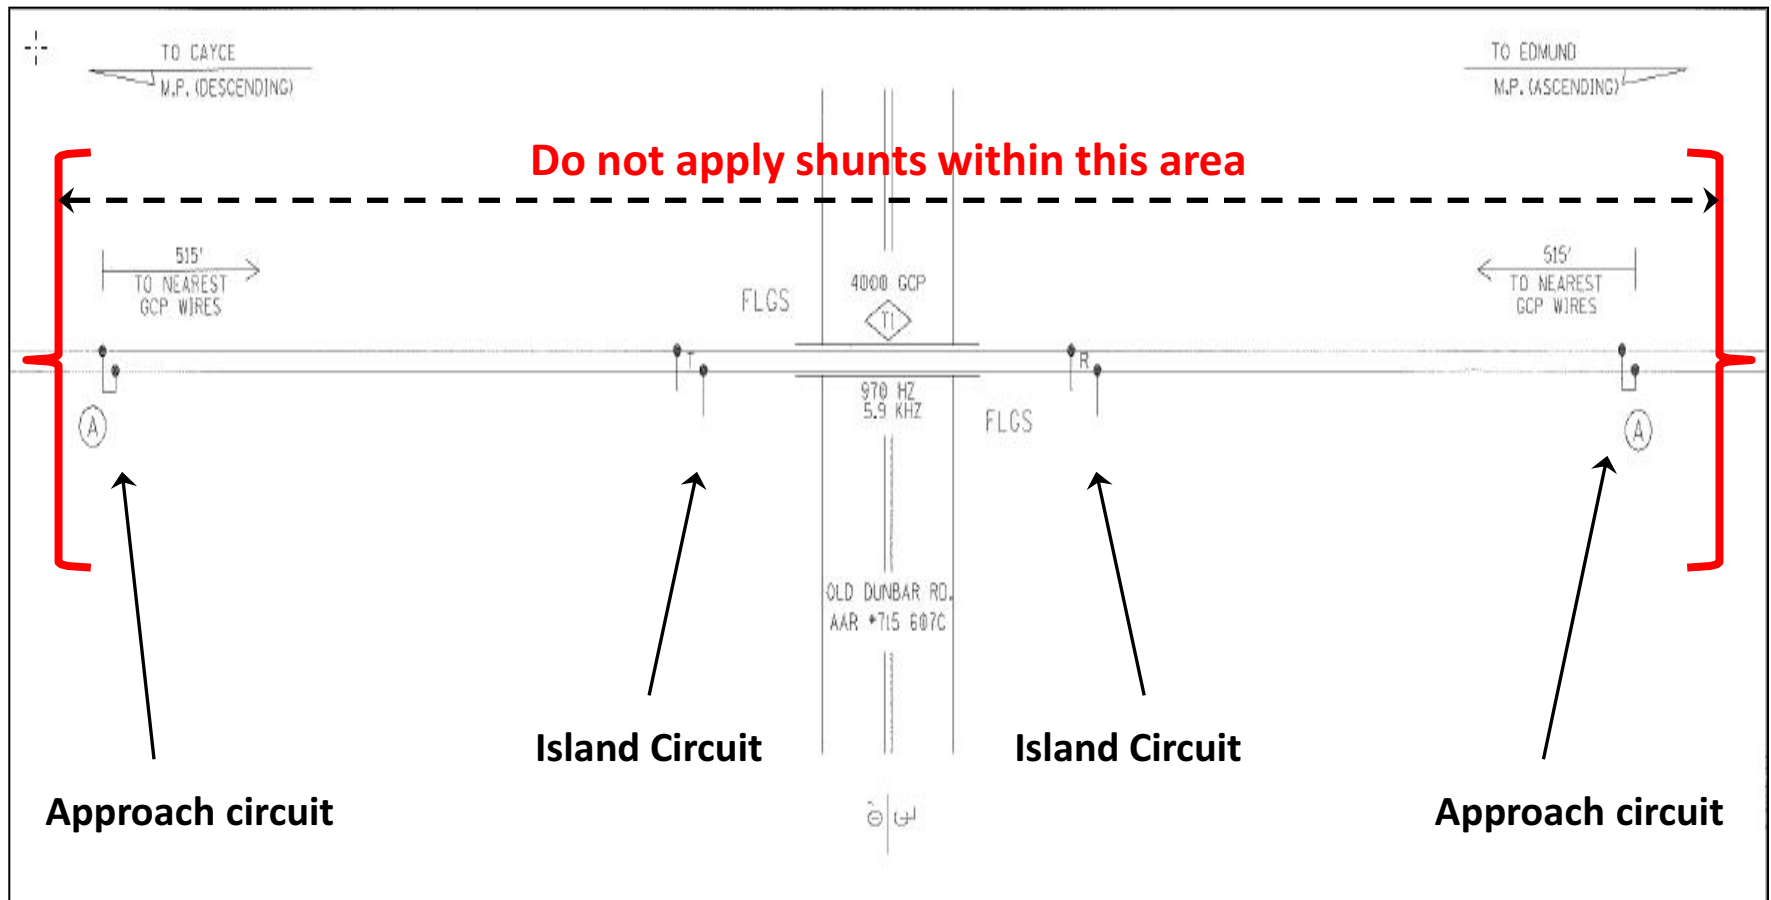 TO CAYCE
M.P. (DESCENDING)
TO EDMUND
M.P. (ASCENDING)
Do not apply shunts within this area
515'
TO NEAREST
GCP WIRES
515'
TO NEAREST
GCP WIRES
FLGS
4000 GCP
T1
T
R
970 HZ
5.9 KHZ
FLGS
A
A
OLD DUNBAR RD.
AAR #715 607C
Island Circuit
Island Circuit
Approach circuit
Approach circuit